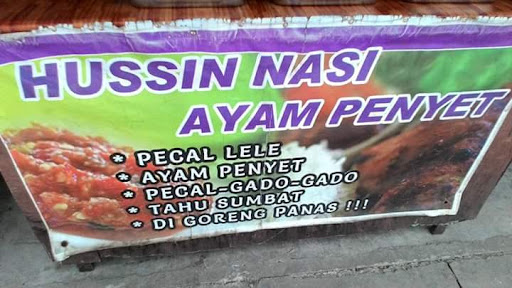 HUSSIN NASI
AYAM PENYET
* PECAL LELE
* AYAM PENYET
* PECAL-GADO-GADO
* TAHU SUMBAT
* DI GORENG PANAS !!!